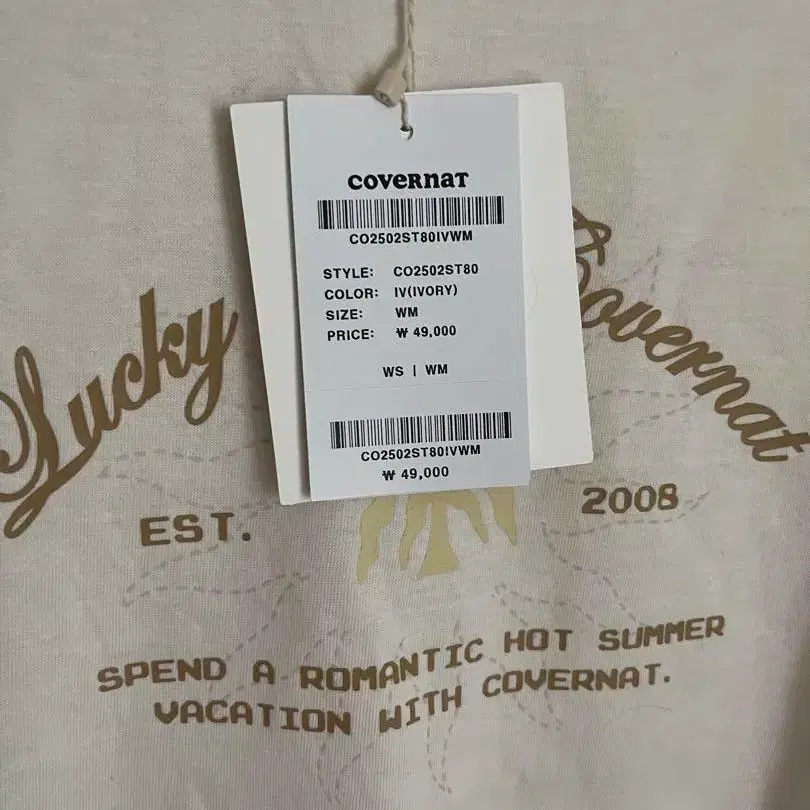 COVERNAT
CO2502ST80IVWM
STYLE: CO2502ST80
COLOR: IV(IVORY)
SIZE: WM
PRICE: ₩ 49,000
WS | WM
CO2502ST80IVWM
₩ 49,000
Lucky Covernat
EST. 2008
SPEND A ROMANTIC HOT SUMMER
VACATION WITH COVERNAT.